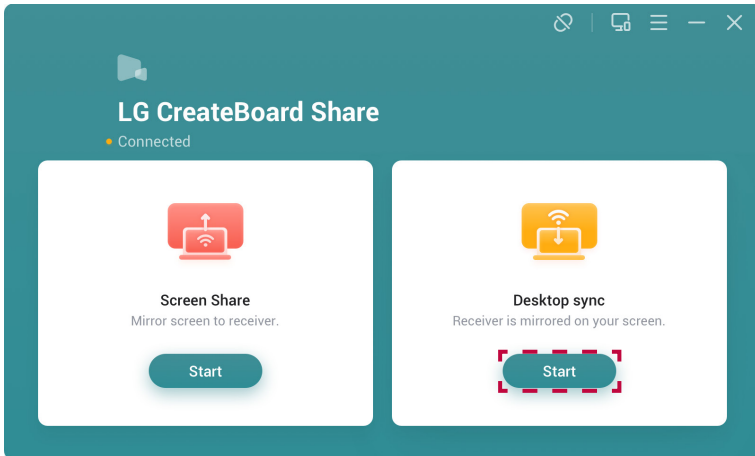 LG CreateBoard Share
Connected
Screen Share
Mirror screen to receiver.
Start
Desktop sync
Receiver is mirrored on your screen.
Start